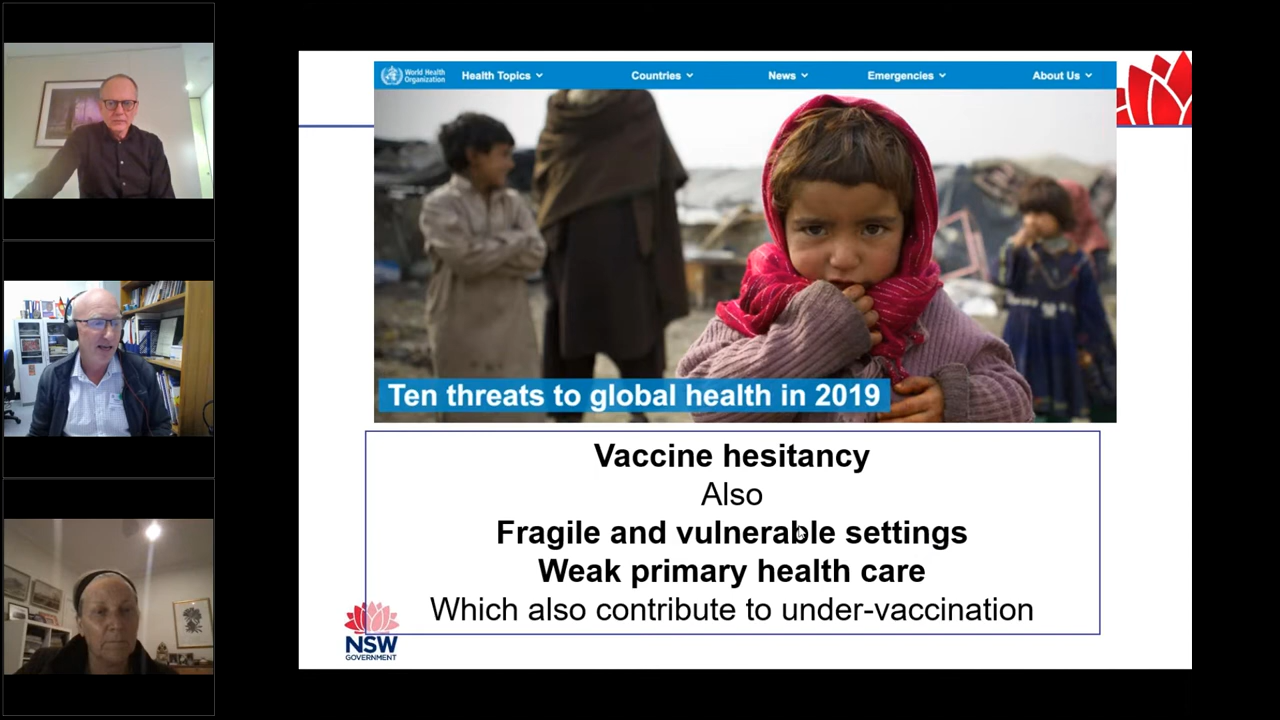 World Health
Organization
Health Topics
Countries
News
Emergencies
About Us
Ten threats to global health in 2019
Vaccine hesitancy
Also
Fragile and vulnerable settings
Weak primary health care
Which also contribute to under-vaccination
NSW
GOVERNMENT